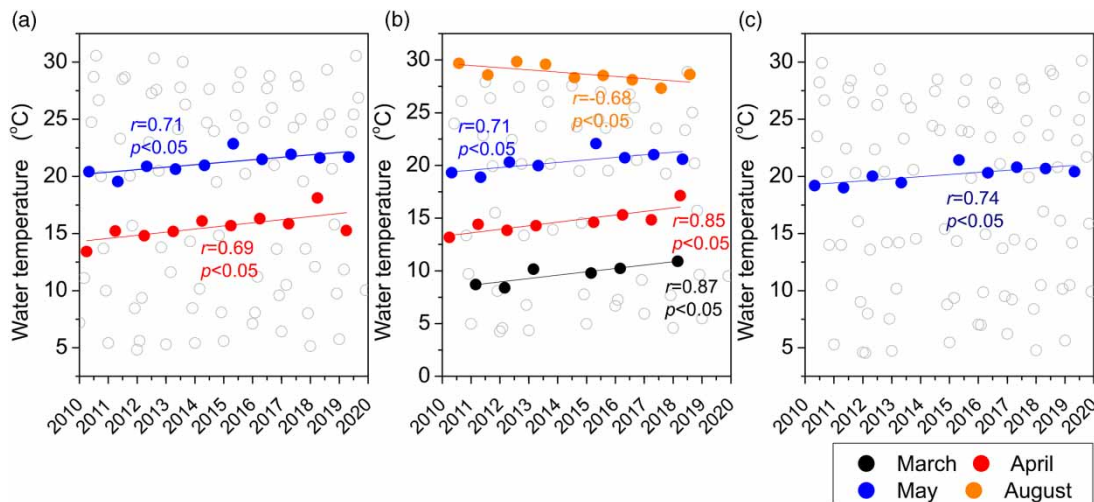 (a)
Water temperature (°C)
30
25
20
15
10
5
r=0.71
p<0.05
r=0.69
p<0.05
2010
2011
2012
2013
2014
2015
2016
2017
2018
2019
2020
(b)
Water temperature (°C)
30
25
20
15
10
5
0
r=-0.68
p<0.05
r=0.71
p<0.05
r=0.85
p<0.05
r=0.87
p<0.05
2010
2011
2012
2013
2014
2015
2016
2017
2018
2019
2020
(c)
Water temperature (°C)
30
25
20
15
10
5
r=0.74
p<0.05
2010
2011
2012
2013
2014
2015
2016
2017
2018
2019
2020
March April
May August